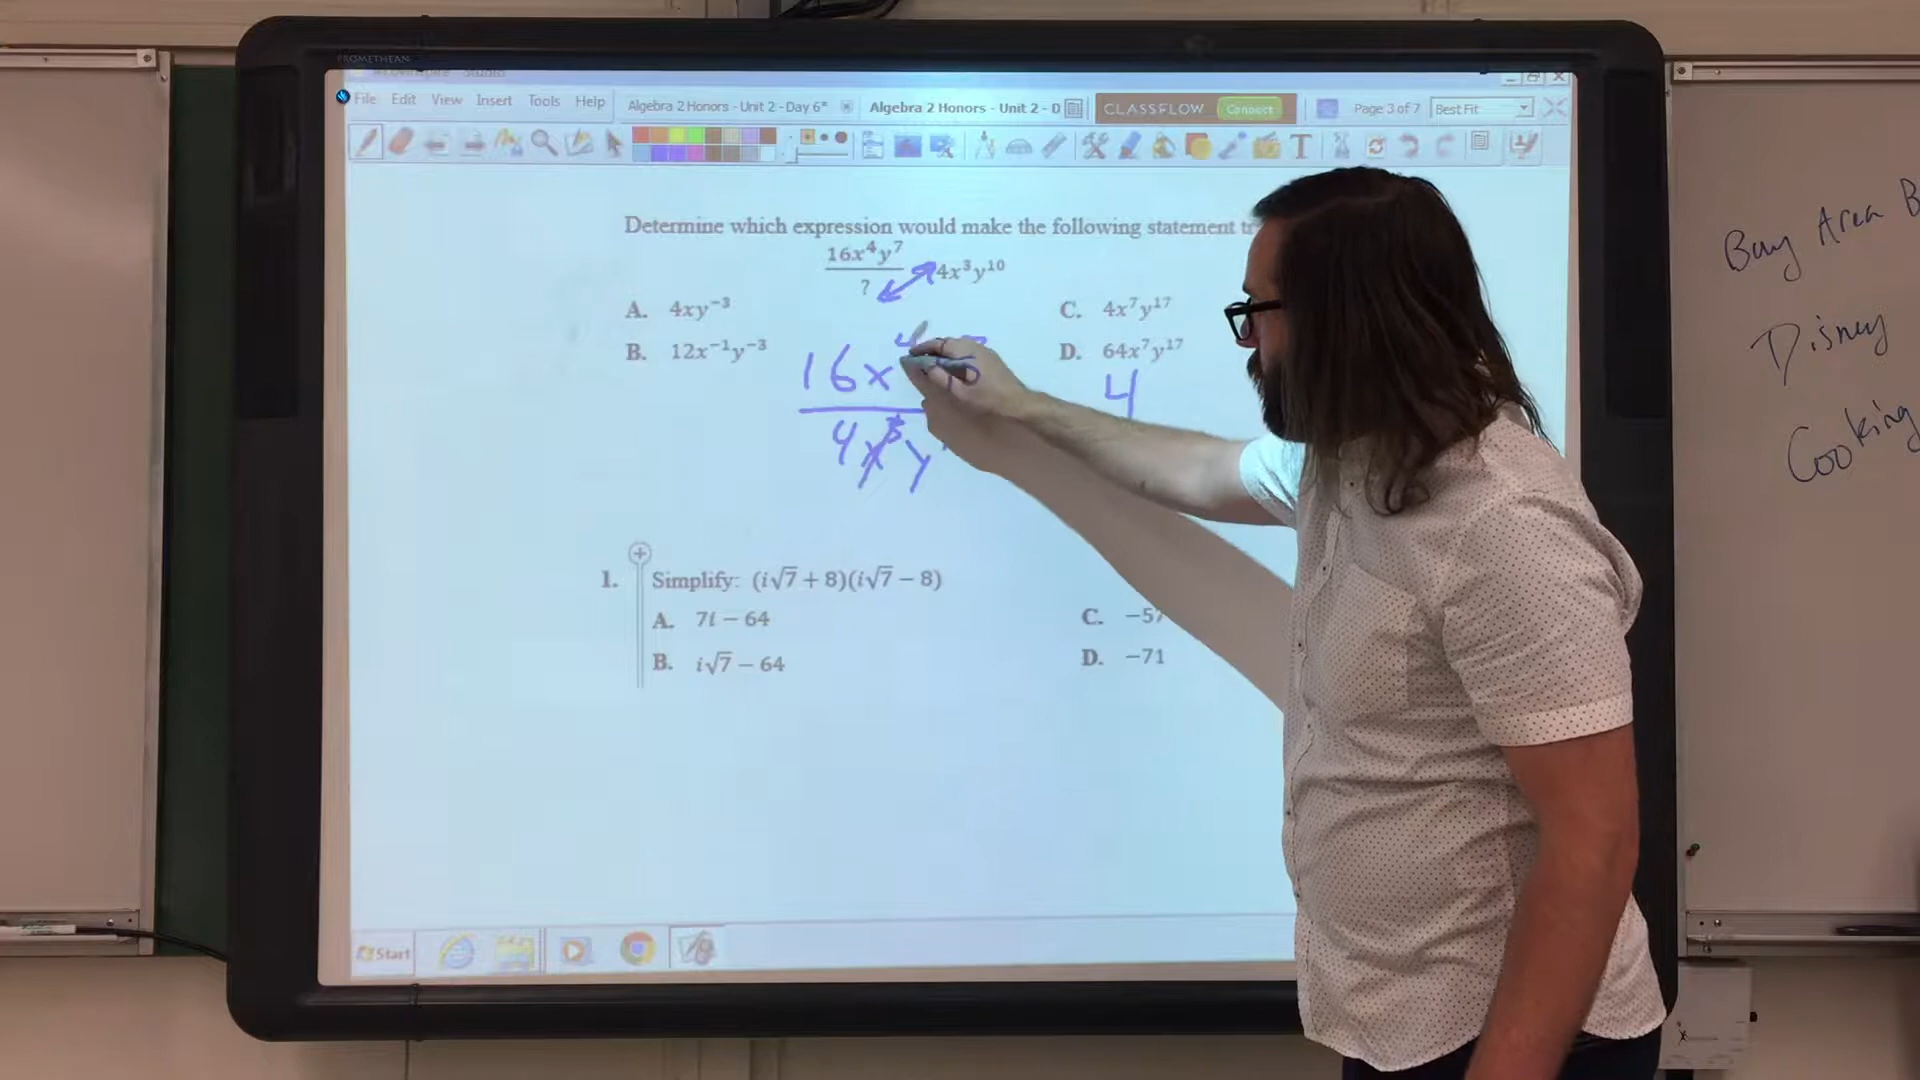 PROMETHEAN
File Edit View Insert Tools Help
Algebra 2 Honors - Unit 2 - Day 6*
Algebra 2 Honors - Unit 2 - D
CLASSFLOW Connect
Page 3 of 7
Best Fit
Determine which expression would make the following statement
16x⁴y⁷
? 4x³y¹⁰
A. 4xy⁻³
C. 4x⁷y¹⁷
B. 12x⁻¹y⁻³
D. 64x⁷y¹⁷
16x
4
4x³y
1. Simplify: (i√7 + 8)(i√7 − 8)
A. 7i − 64
C. −57
B. i√7 − 64
D. −71
Start
Bay Area B
Disney
Cooking